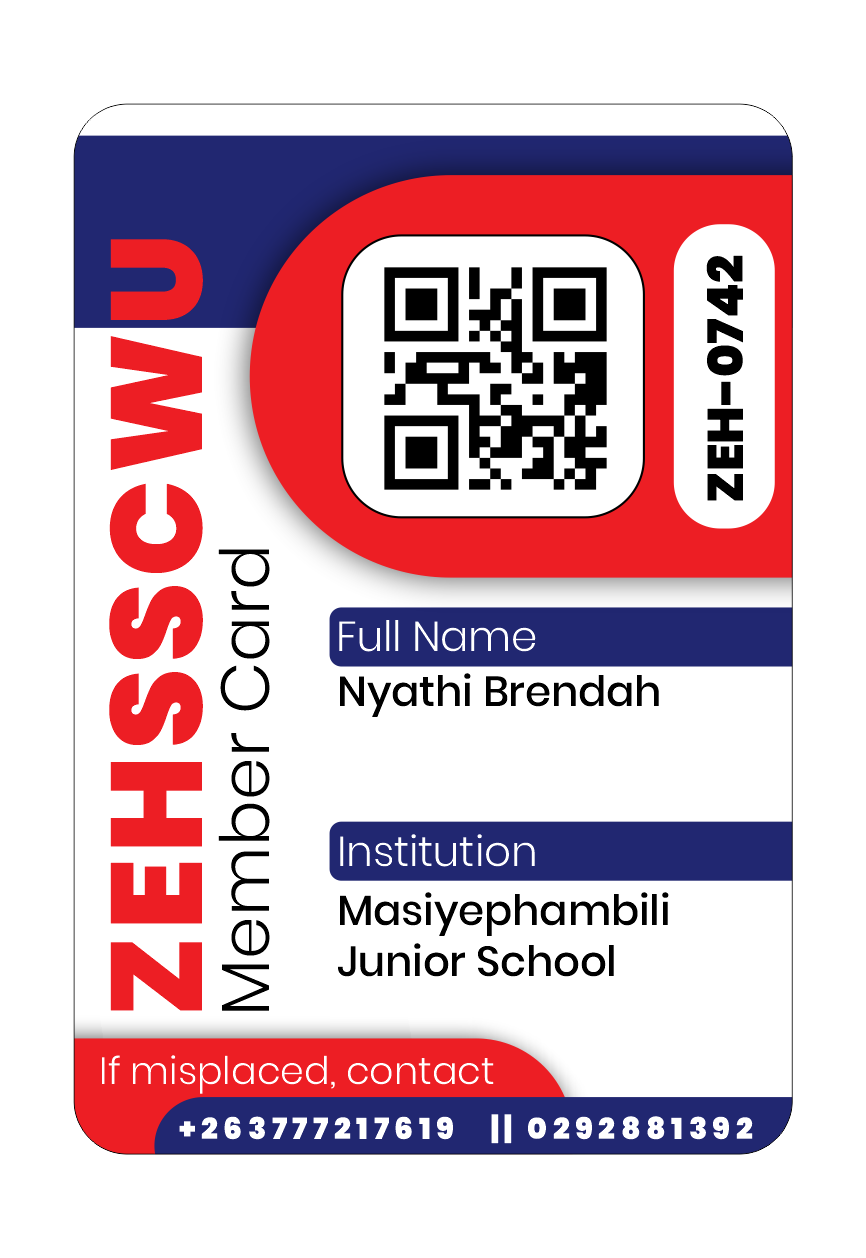 ZEHSSCWU
Member Card
ZEH-0742
Full Name
Nyathi Brendah
Institution
Masiyephambili
Junior School
If misplaced, contact
+263777217619 || 0292881392